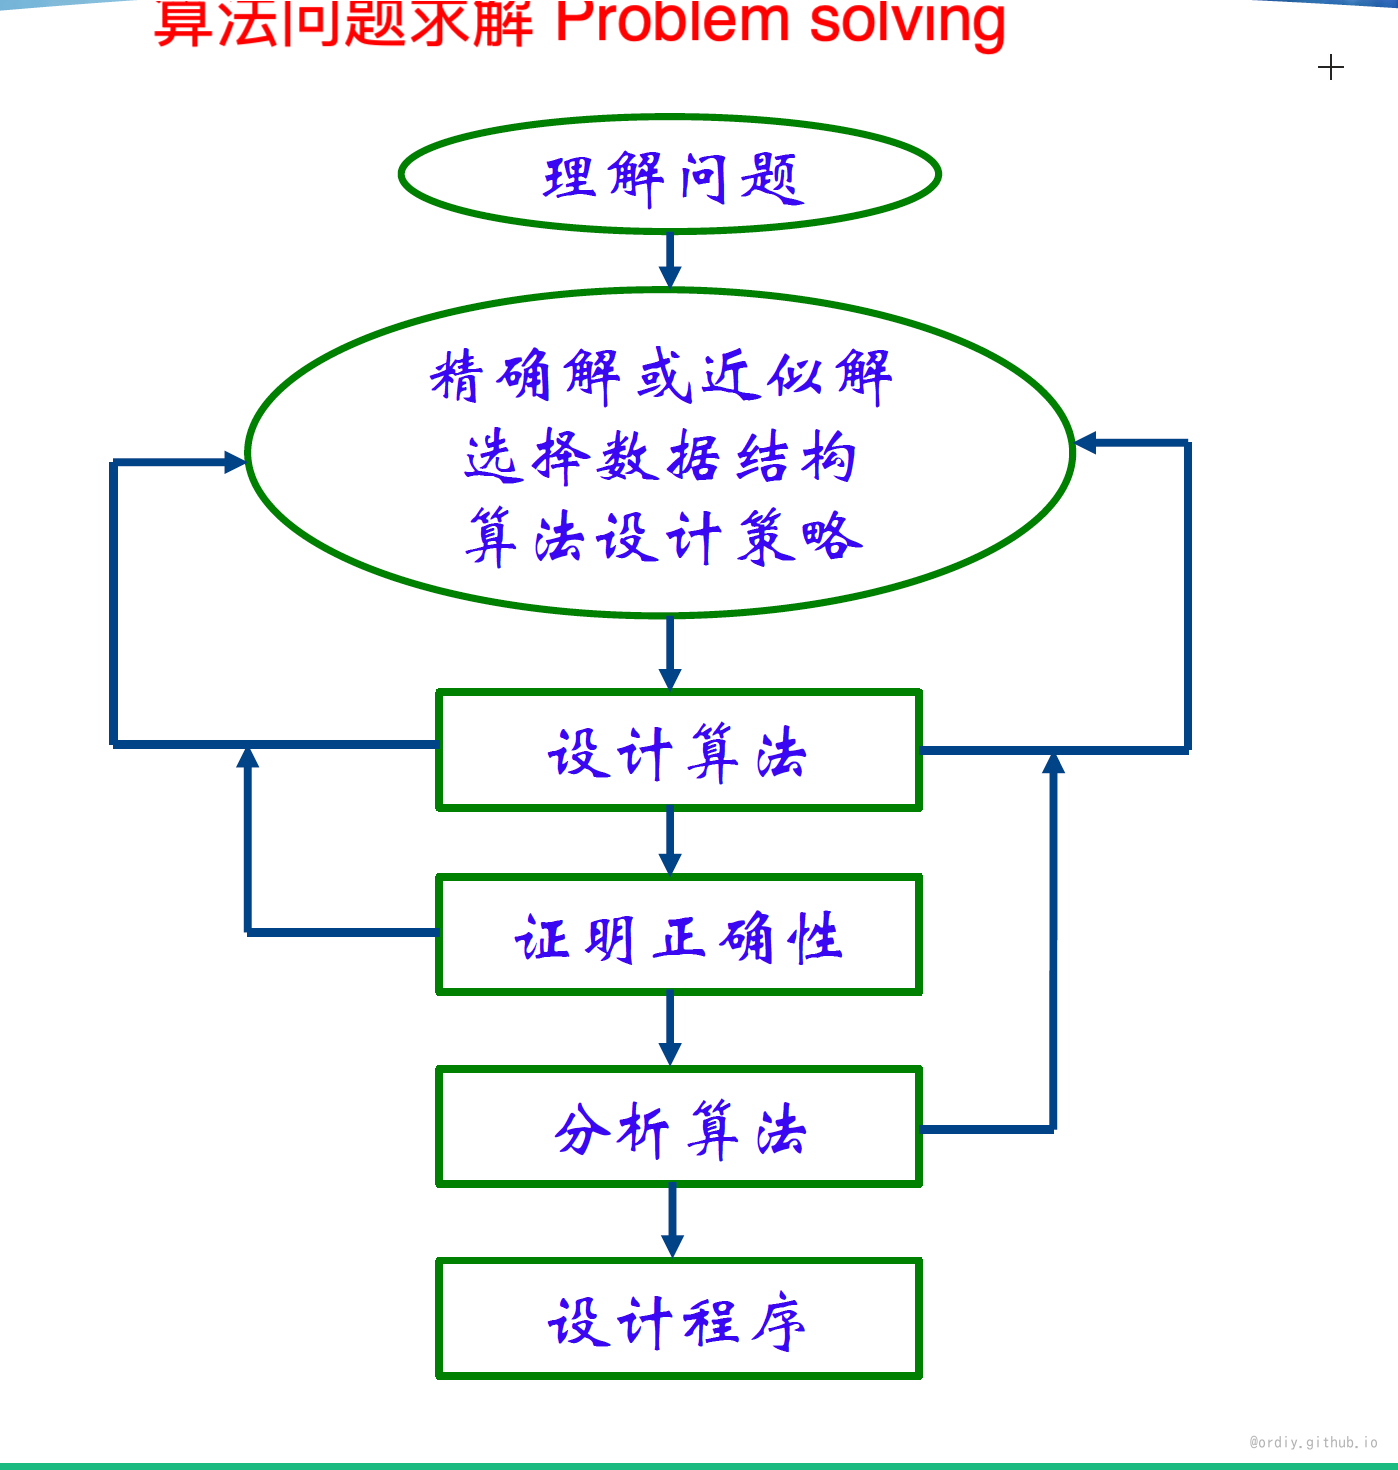 算法问题求解 Problem solving
理解问题
精确解或近似解
选择数据结构
算法设计策略
设计算法
证明正确性
分析算法
设计程序
@ordiy.github.io